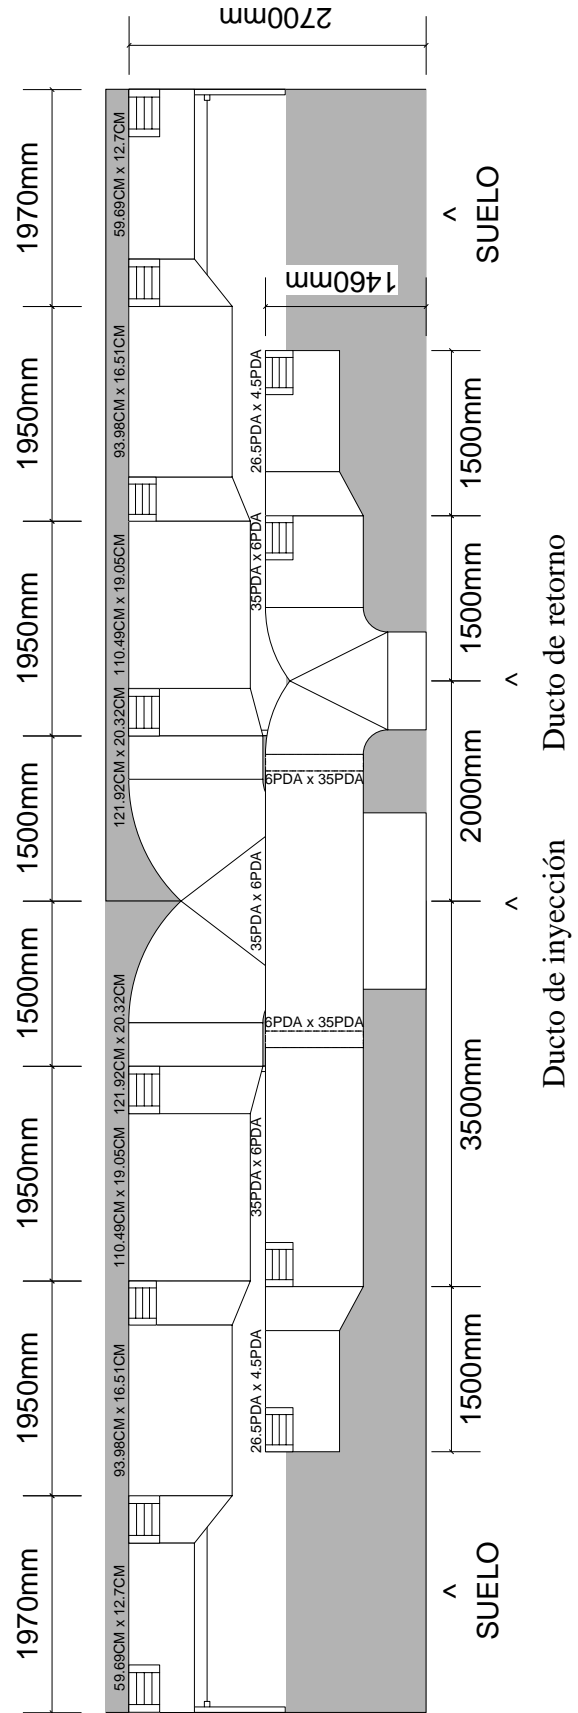 1970mm
1950mm
1950mm
1500mm
1500mm
1950mm
1950mm
1970mm
59.69CM x 12.7CM
93.98CM x 16.51CM
110.49CM x 19.05CM
121.92CM x 20.32CM
121.92CM x 20.32CM
110.49CM x 19.05CM
93.98CM x 16.51CM
59.69CM x 12.7CM
2700mm
26.5PDA x 4.5PDA
35PDA x 6PDA
35PDA x 6PDA
35PDA x 6PDA
26.5PDA x 4.5PDA
6PDA x 35PDA
6PDA x 35PDA
1460mm
1500mm
3500mm
2000mm
1500mm
1500mm
SUELO
SUELO
Ducto de inyección
Ducto de retorno